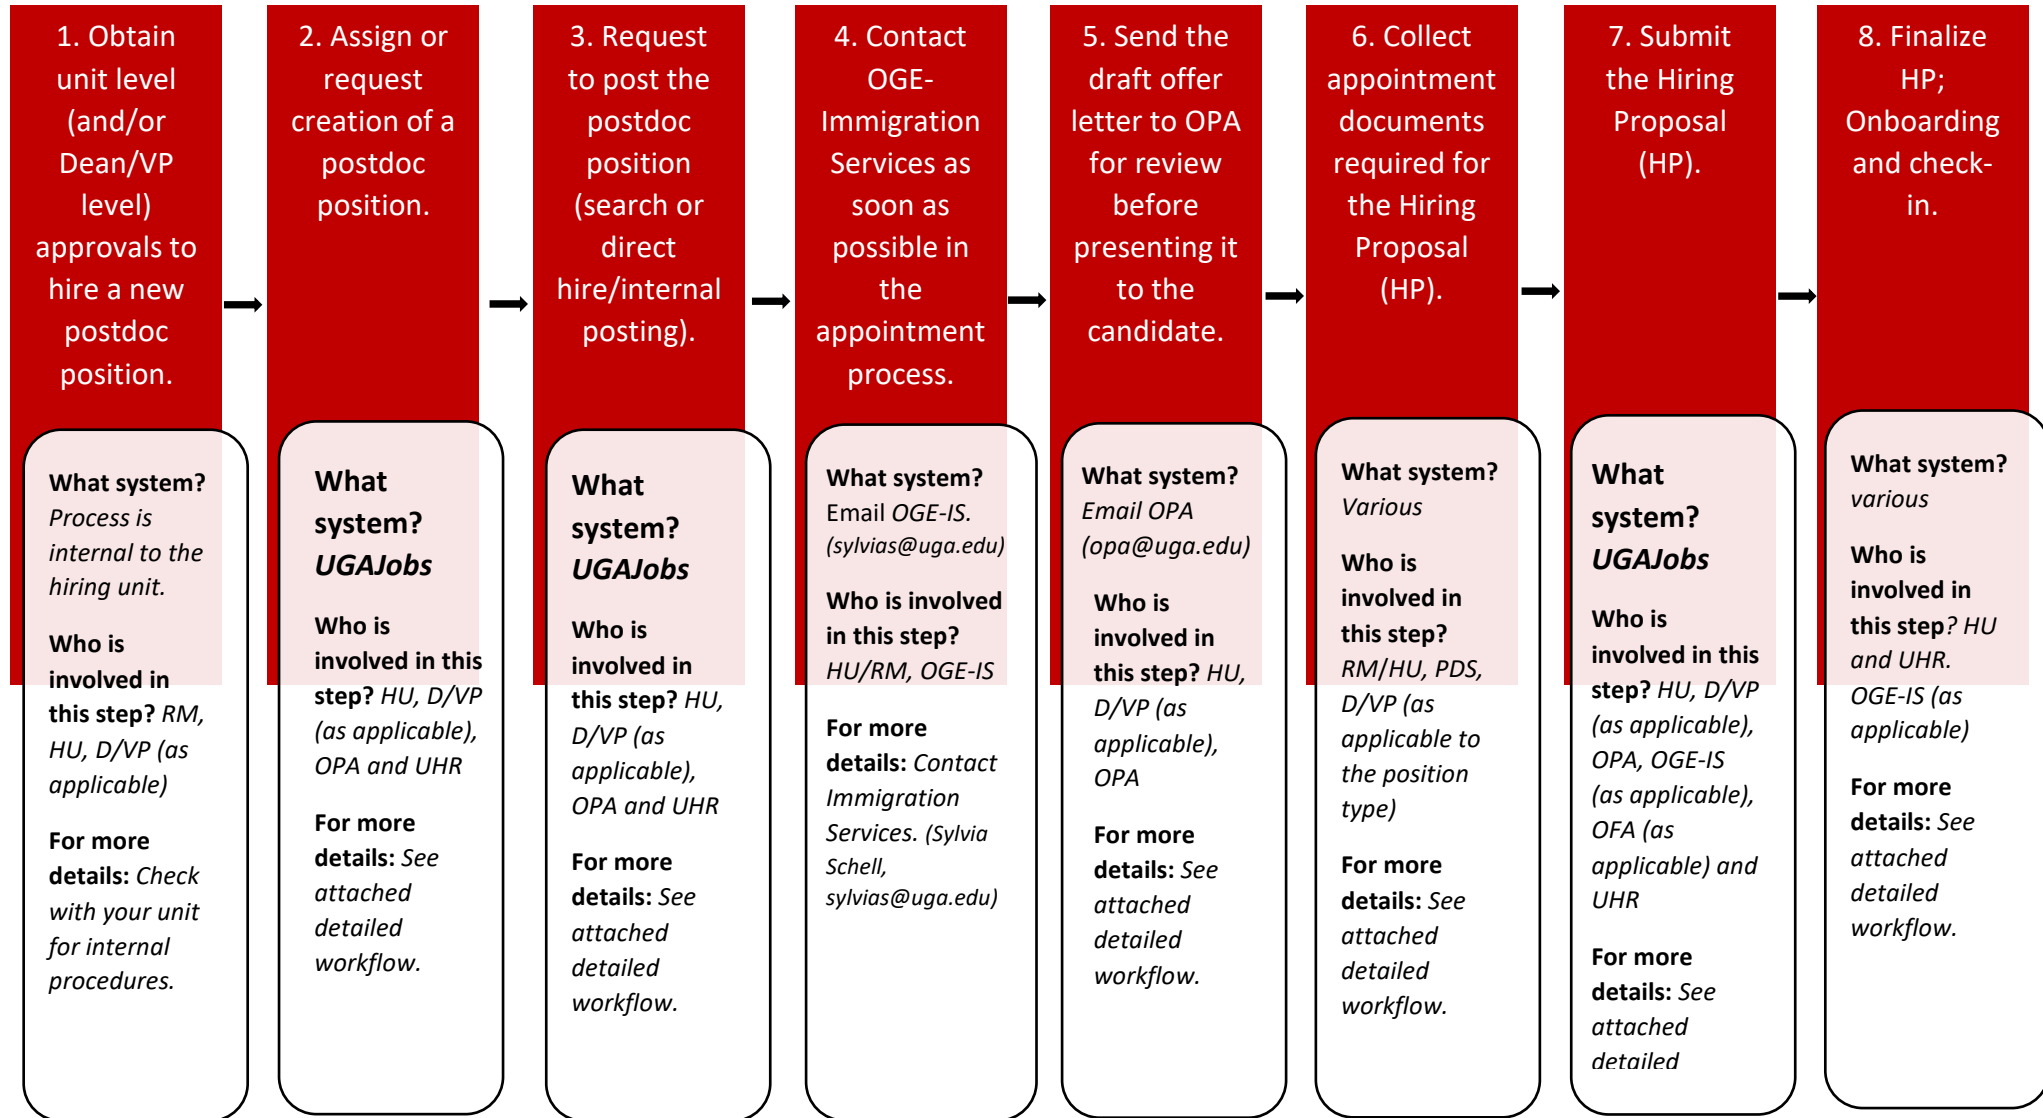 1. Obtain
unit level
(and/or
Dean/VP
level)
approvals to
hire a new
postdoc
position.
What system?
Process is
internal to the
hiring unit.
Who is
involved in
this step? RM,
HU, D/VP (as
applicable)
For more
details: Check
with your unit
for internal
procedures.
2. Assign or
request
creation of a
postdoc
position.
What
system?
UGAJobs
Who is
involved in this
step? HU, D/VP
(as applicable),
OPA and UHR
For more
details: See
attached
detailed
workflow.
3. Request
to post the
postdoc
position
(search or
direct
hire/internal
posting).
What
system?
UGAJobs
Who is
involved in
this step? HU,
D/VP (as
applicable),
OPA and UHR
For more
details: See
attached
detailed
workflow.
4. Contact
OGE-
Immigration
Services as
soon as
possible in
the
appointment
process.
What system?
Email OGE-IS.
(sylvias@uga.edu)
Who is involved
in this step?
HU/RM, OGE-IS
For more
details: Contact
Immigration
Services. (Sylvia
Schell,
sylvias@uga.edu)
5. Send the
draft offer
letter to OPA
for review
before
presenting it
to the
candidate.
What system?
Email OPA
(opa@uga.edu)
Who is
involved in
this step? HU,
D/VP (as
applicable),
OPA
For more
details: See
attached
detailed
workflow.
6. Collect
appointment
documents
required for
the Hiring
Proposal
(HP).
What system?
Various
Who is
involved in
this step?
RM/HU, PDS,
D/VP (as
applicable to
the position
type)
For more
details: See
attached
detailed
workflow.
7. Submit
the Hiring
Proposal
(HP).
What
system?
UGAJobs
Who is
involved in this
step? HU, D/VP
(as applicable),
OPA, OGE-IS
(as applicable),
OFA (as
applicable) and
UHR
For more
details: See
attached
detailed
8. Finalize
HP;
Onboarding
and check-
in.
What system?
various
Who is
involved in
this step? HU
and UHR.
OGE-IS (as
applicable)
For more
details: See
attached
detailed
workflow.